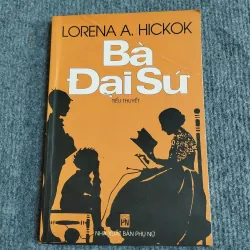 LORENA A. HICKOK
Bà
Đại Sứ
TIỂU THUYẾT
NHÀ XUẤT BẢN PHỤ NỮ